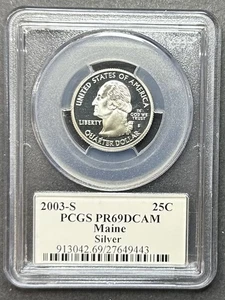 UNITED STATES OF AMERICA
LIBERTY
IN
GOD WE
TRUST
S
QUARTER DOLLAR
2003-S 25C
PCGS PR69DCAM
Maine
Silver
913042.69/27649443